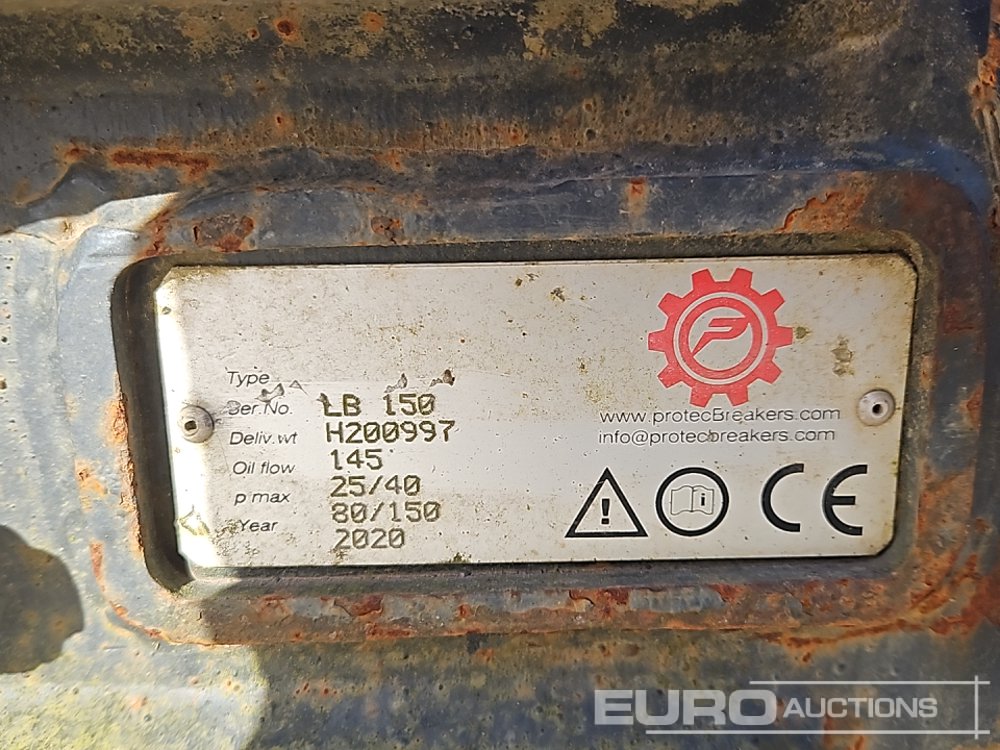 Type
Ser.No. LB 150
Deliv.wt H200997
Oil flow 145
p max 25/40
Year 80/150
2020
P
www.protecBreakers.com
info@protecbreakers.com
! i CE
EURO AUCTIONS